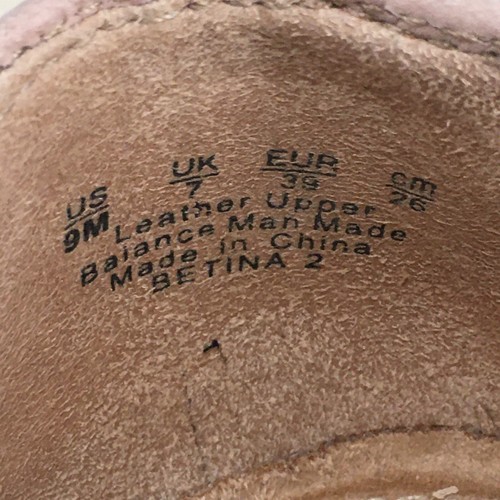 US UK EUR cm
9M 7 39 26
Leather Upper
Balance Man Made
Made in China
BETINA 2